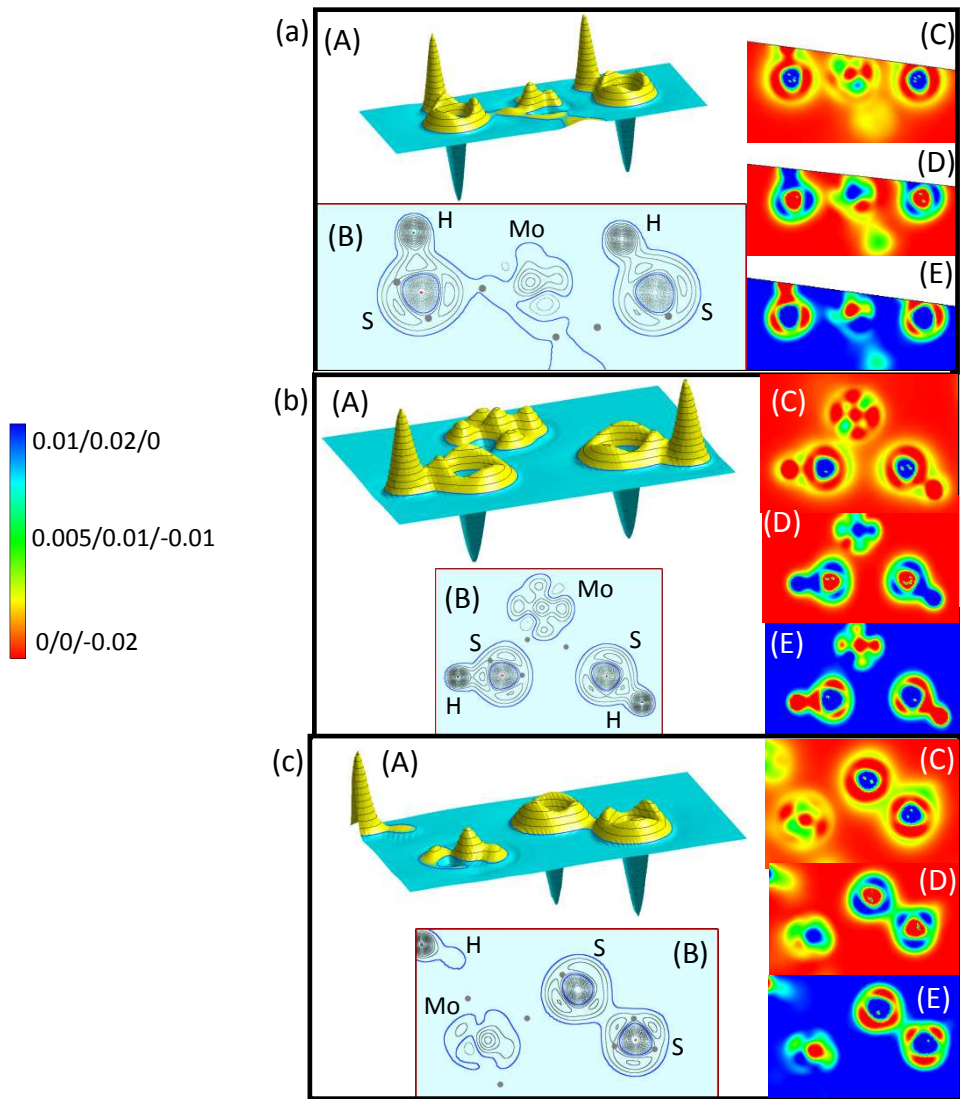 (a)
(A)
(C)
(D)
H
H
Mo
(B)
(E)
S
S
(b)
(A)
(C)
0.01/0.02/0
0.005/0.01/-0.01
(D)
(B)
Mo
0/0/-0.02
S
S
(E)
H
H
(c)
(A)
(C)
(D)
H
S
(B)
Mo
(E)
S